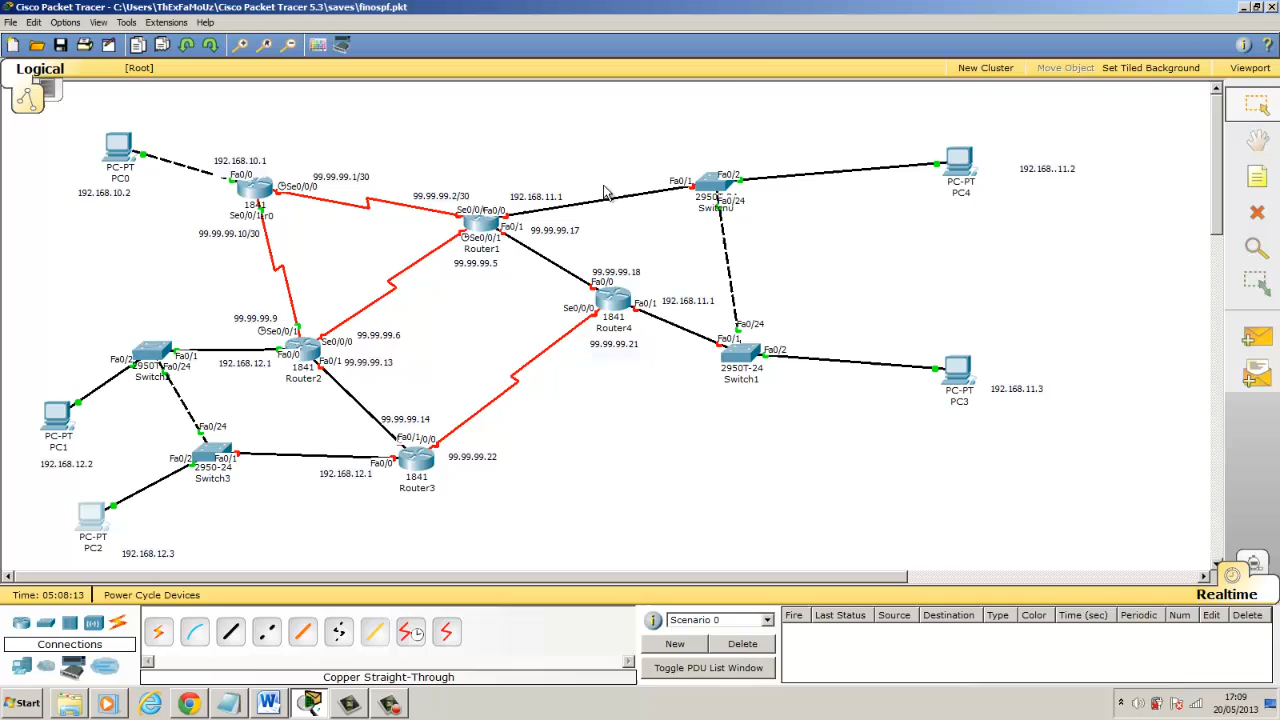 Cisco Packet Tracer - C:\Users\ThExFaMoUz\Cisco Packet Tracer 5.3\saves\finospf.pkt
File Edit Options View Tools Extensions Help
Logical [Root] New Cluster Move Object Set Tiled Background Viewport
PC-PT
PC0
192.168.10.2
192.168.10.1
Fa0/0
Se0/0/0
1841
Se0/0/1
99.99.99.10/30
99.99.99.1/30
99.99.99.2/30
192.168.11.1
Fa0/0
Fa0/1
Se0/0/1
Router1
99.99.99.5
99.99.99.17
Fa0/1
Fa0/2
Fa0/24
PC-PT
PC4
192.168..11.2
99.99.99.18
Fa0/0
Se0/0/0
Fa0/1
192.168.11.1
1841
Router4
99.99.99.21
Fa0/24
Fa0/1
Fa0/2
2950T-24
Switch1
PC-PT
PC3
192.168.11.3
99.99.99.9
Se0/0/1
Se0/0/0
99.99.99.6
Fa0/1
99.99.99.13
1841
Router2
192.168.12.1
Fa0/2
Fa0/1
Fa0/24
PC-PT
PC1
192.168.12.2
Fa0/24
Fa0/2
Fa0/1
2950-24
Switch3
192.168.12.1
99.99.99.14
Fa0/1
Fa0/0
1841
Router3
99.99.99.22
PC-PT
PC2
192.168.12.3
Time: 05:08:13 Power Cycle Devices Realtime
Connections
Copper Straight-Through
Scenario 0
New Delete
Toggle PDU List Window
Fire Last Status Source Destination Type Color Time (sec) Periodic Num Edit Delete
Start
17:09
20/05/2013